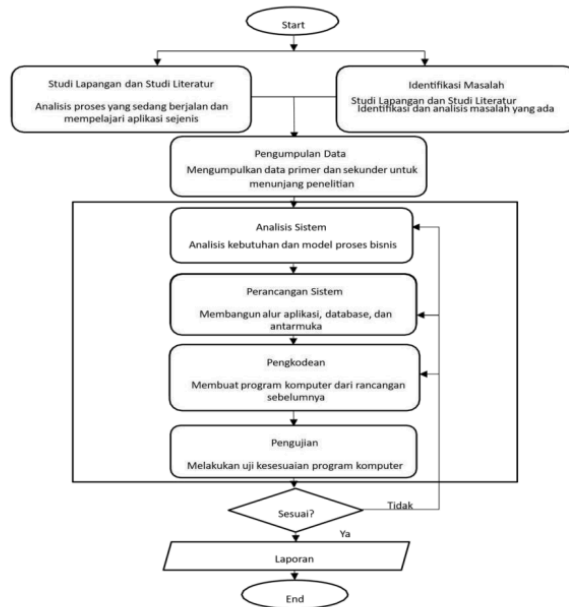 Start
Studi Lapangan dan Studi Literatur
Analisis proses yang sedang berjalan dan
mempelajari aplikasi sejenis
Identifikasi Masalah
Studi Lapangan dan Studi Literatur
Identifikasi dan analisis masalah yang ada
Pengumpulan Data
Mengumpulkan data primer dan sekunder untuk
menunjang penelitian
Analisis Sistem
Analisis kebutuhan dan model proses bisnis
Perancangan Sistem
Membangun alur aplikasi, database, dan
antarmuka
Pengkodean
Membuat program komputer dari rancangan
sebelumnya
Pengujian
Melakukan uji kesesuaian program komputer
Sesuai?
Tidak
Ya
Laporan
End